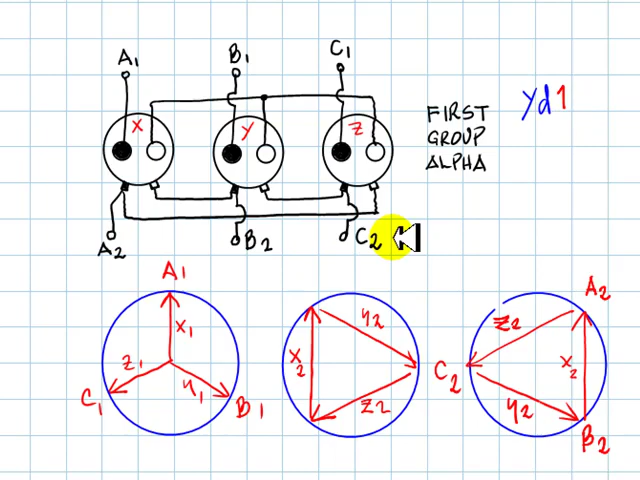 A1
B1
C1
X
Y
Z
FIRST
GROUP
ALPHA
Yd1
A2
B2
C2
A1
X1
Z1
Y1
C1
B1
X2
Y2
Z2
A2
Z2
X2
C2
Y2
B2